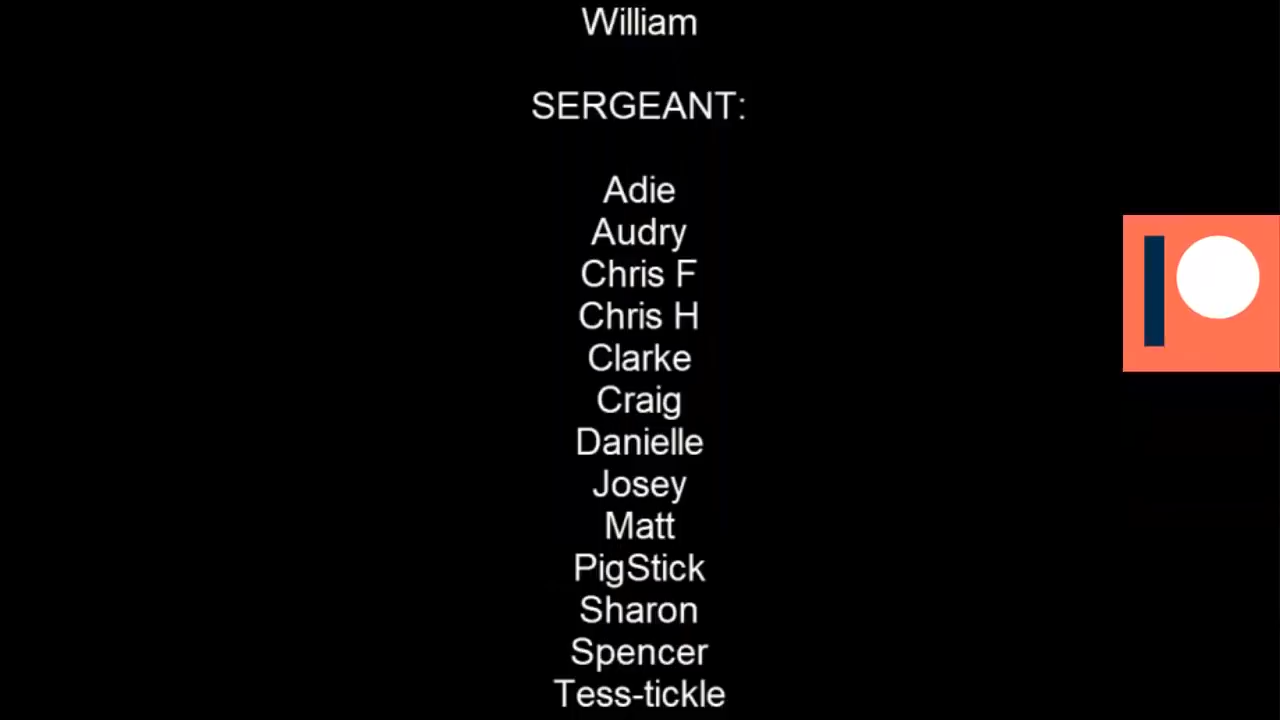 William
SERGEANT:
Adie
Audry
Chris F
Chris H
Clarke
Craig
Danielle
Josey
Matt
PigStick
Sharon
Spencer
Tess-tickle